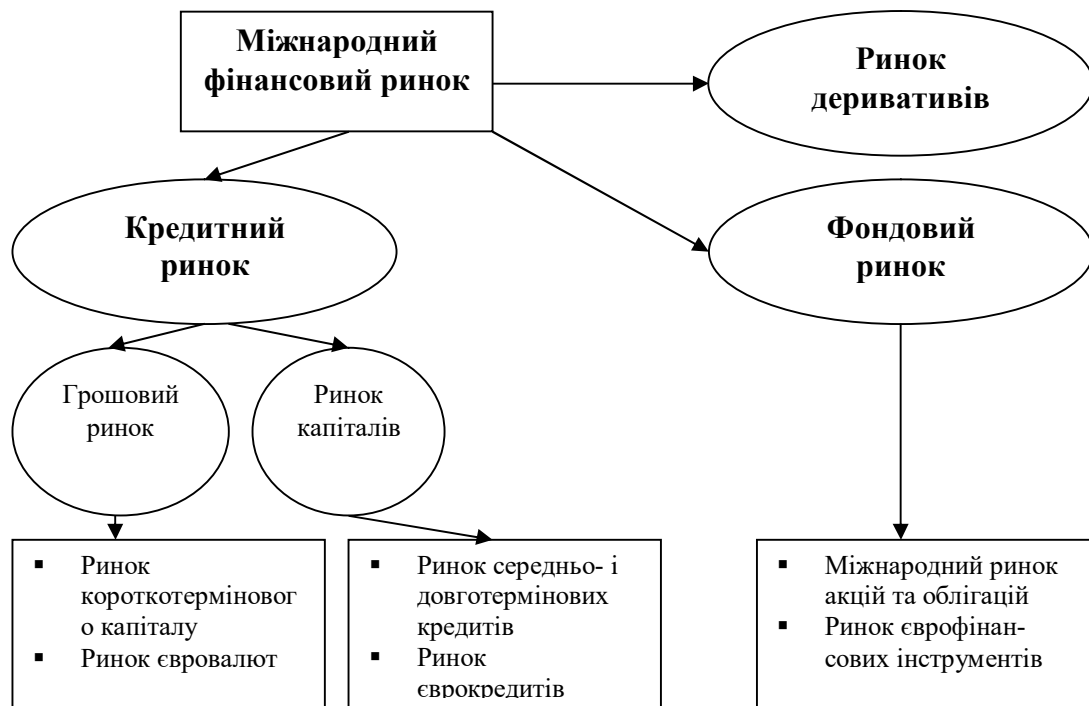 Міжнародний
фінансовий ринок
Ринок
деривативів
Кредитний
ринок
Фондовий
ринок
Грошовий
ринок
Ринок
капіталів
▪ Ринок
короткотерміновог
о капіталу
▪ Ринок євровалют
▪ Ринок середньо- і
довготермінових
кредитів
▪ Ринок
єврокредитів
▪ Міжнародний ринок
акцій та облігацій
▪ Ринок єврофінан-
сових інструментів